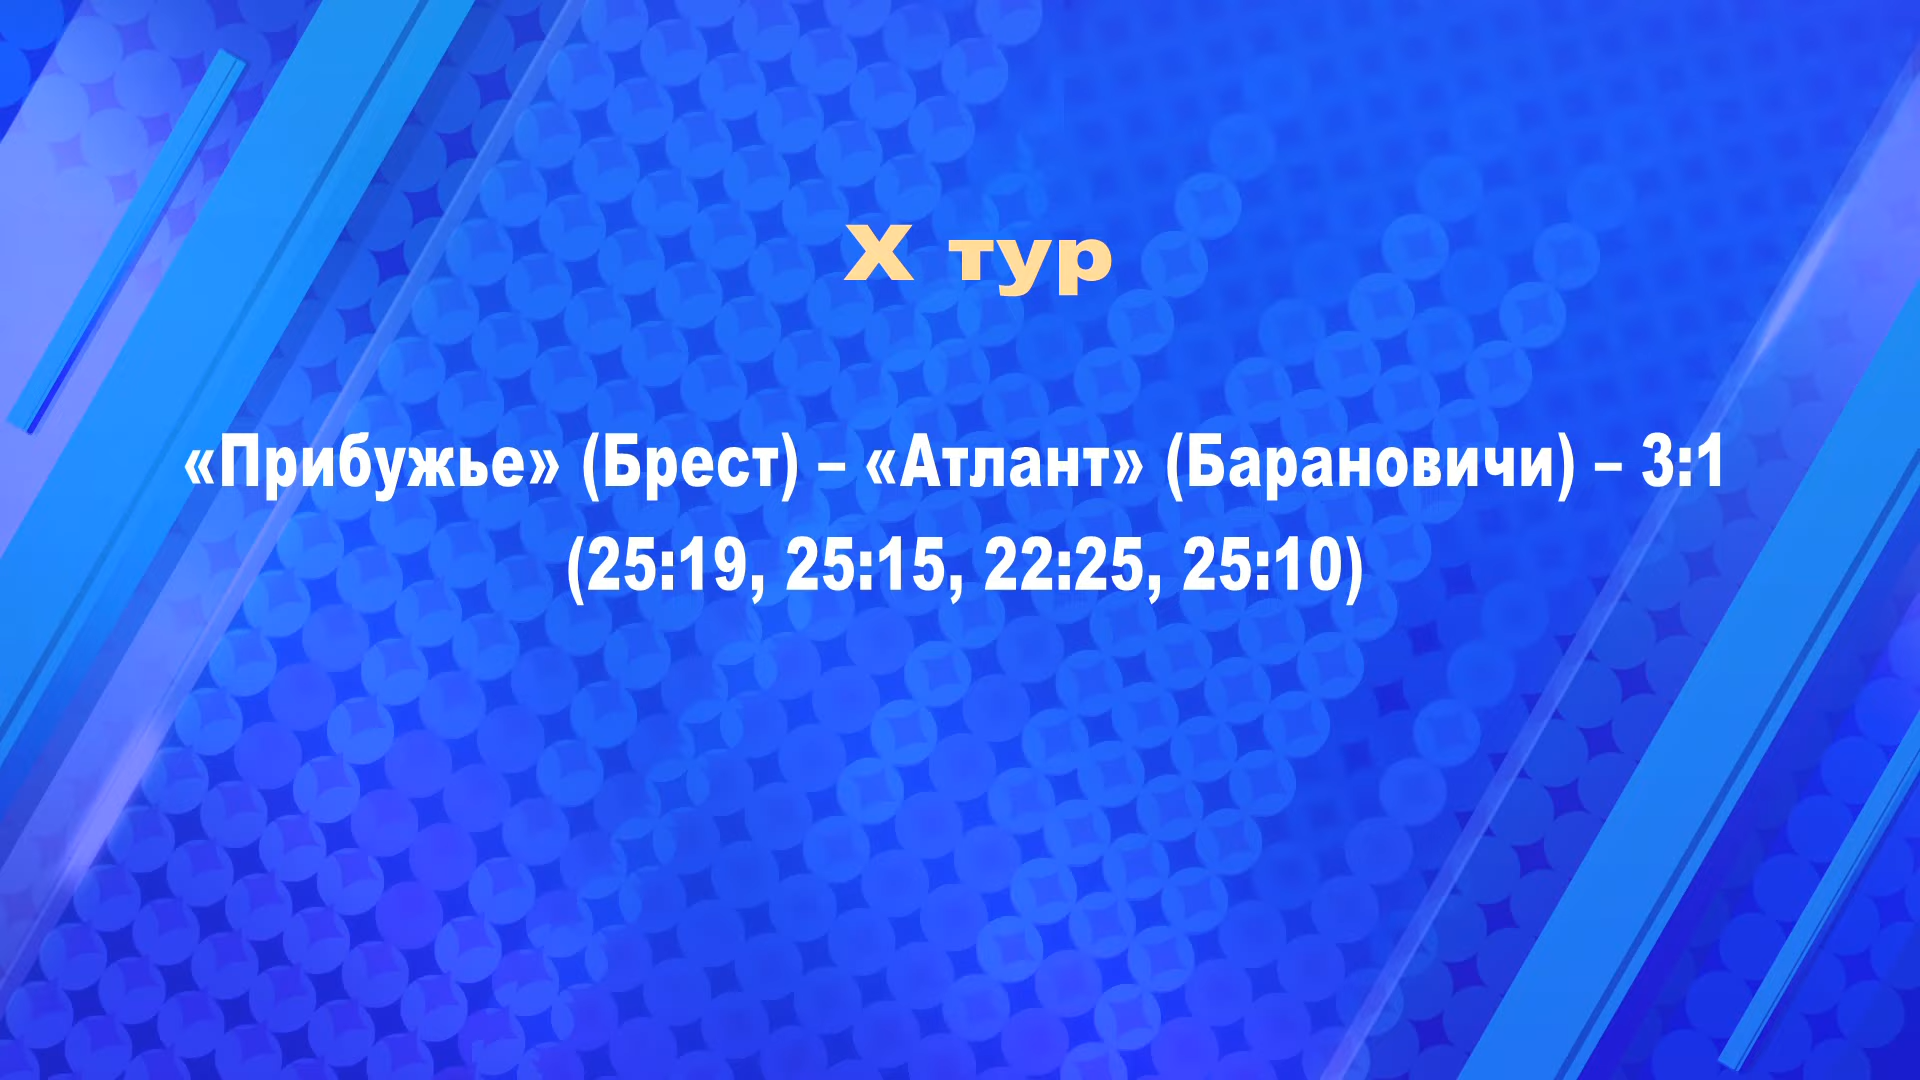 X тур
«Прибужье» (Брест) – «Атлант» (Барановичи) – 3:1
(25:19, 25:15, 22:25, 25:10)